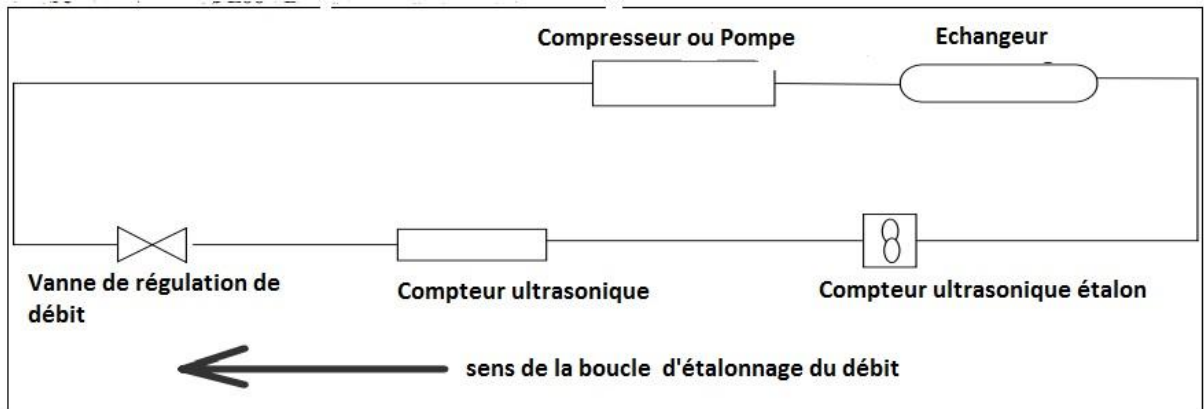 Compresseur ou Pompe
Echangeur
Vanne de régulation de
débit
Compteur ultrasonique
Compteur ultrasonique étalon
sens de la boucle d'étalonnage du débit